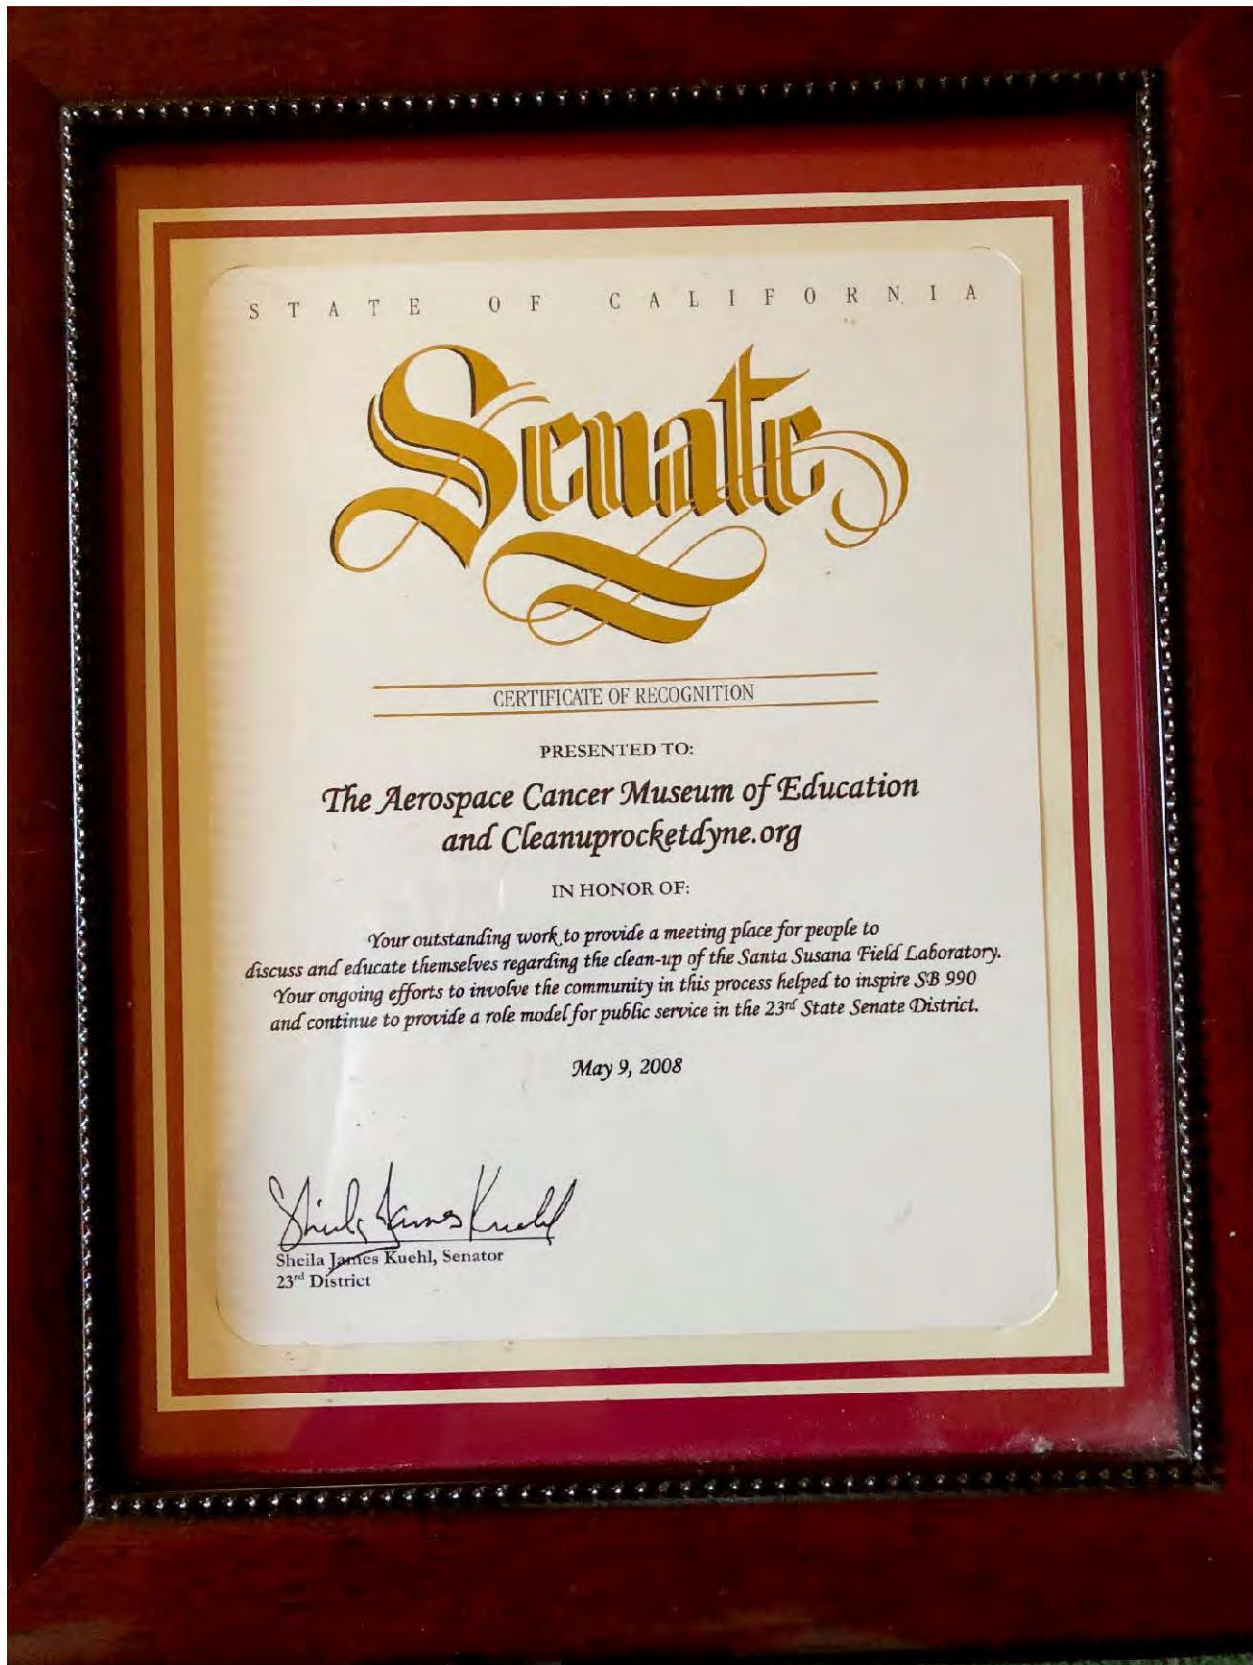 STATE OF CALIFORNIA
Senate
CERTIFICATE OF RECOGNITION
PRESENTED TO:
The Aerospace Cancer Museum of Education
and Cleanuprocketdyne.org
IN HONOR OF:
Your outstanding work to provide a meeting place for people to
discuss and educate themselves regarding the clean-up of the Santa Susana Field Laboratory.
Your ongoing efforts to involve the community in this process helped to inspire SB 990
and continue to provide a role model for public service in the 23rd State Senate District.
May 9, 2008
Sheila James Kuehl
Sheila James Kuehl, Senator
23rd District